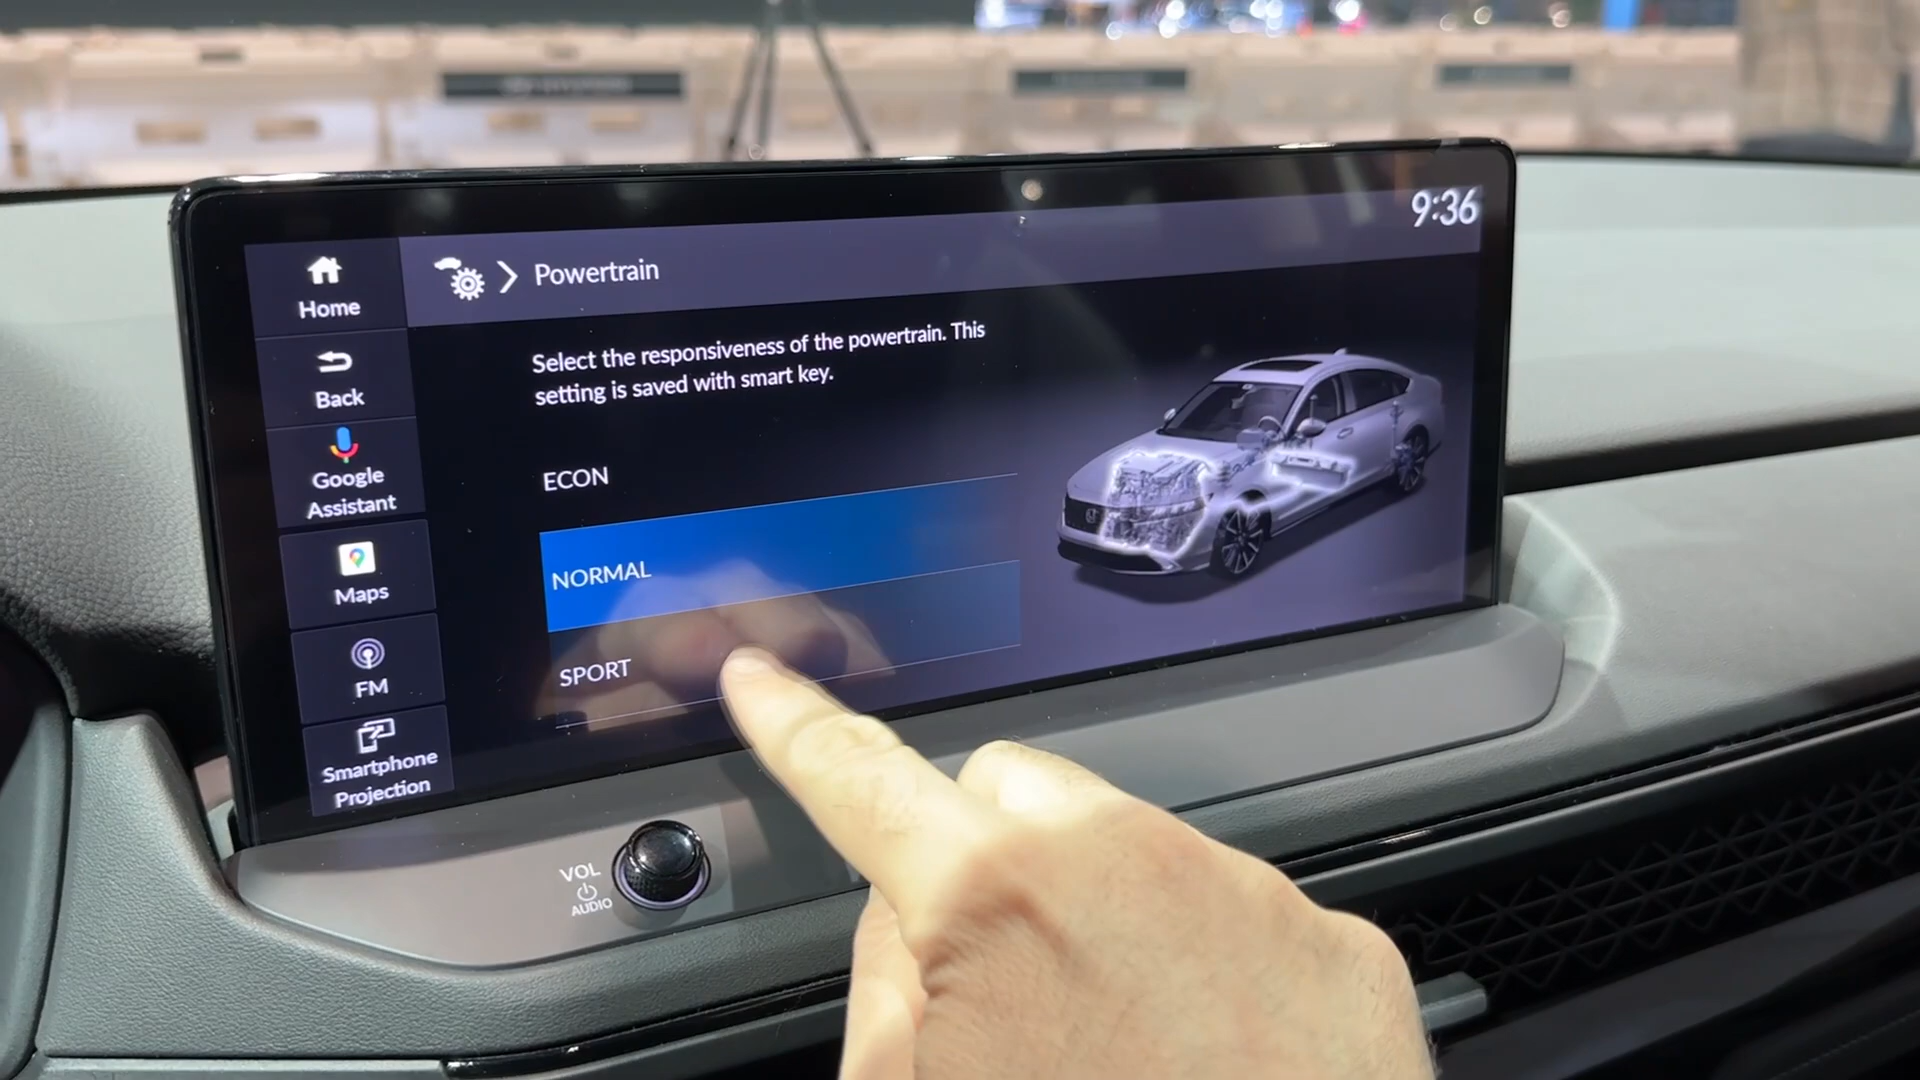 9:36
Home
Powertrain
Back
Select the responsiveness of the powertrain. This
setting is saved with smart key.
Google
Assistant
ECON
Maps
NORMAL
FM
SPORT
Smartphone
Projection
VOL
AUDIO